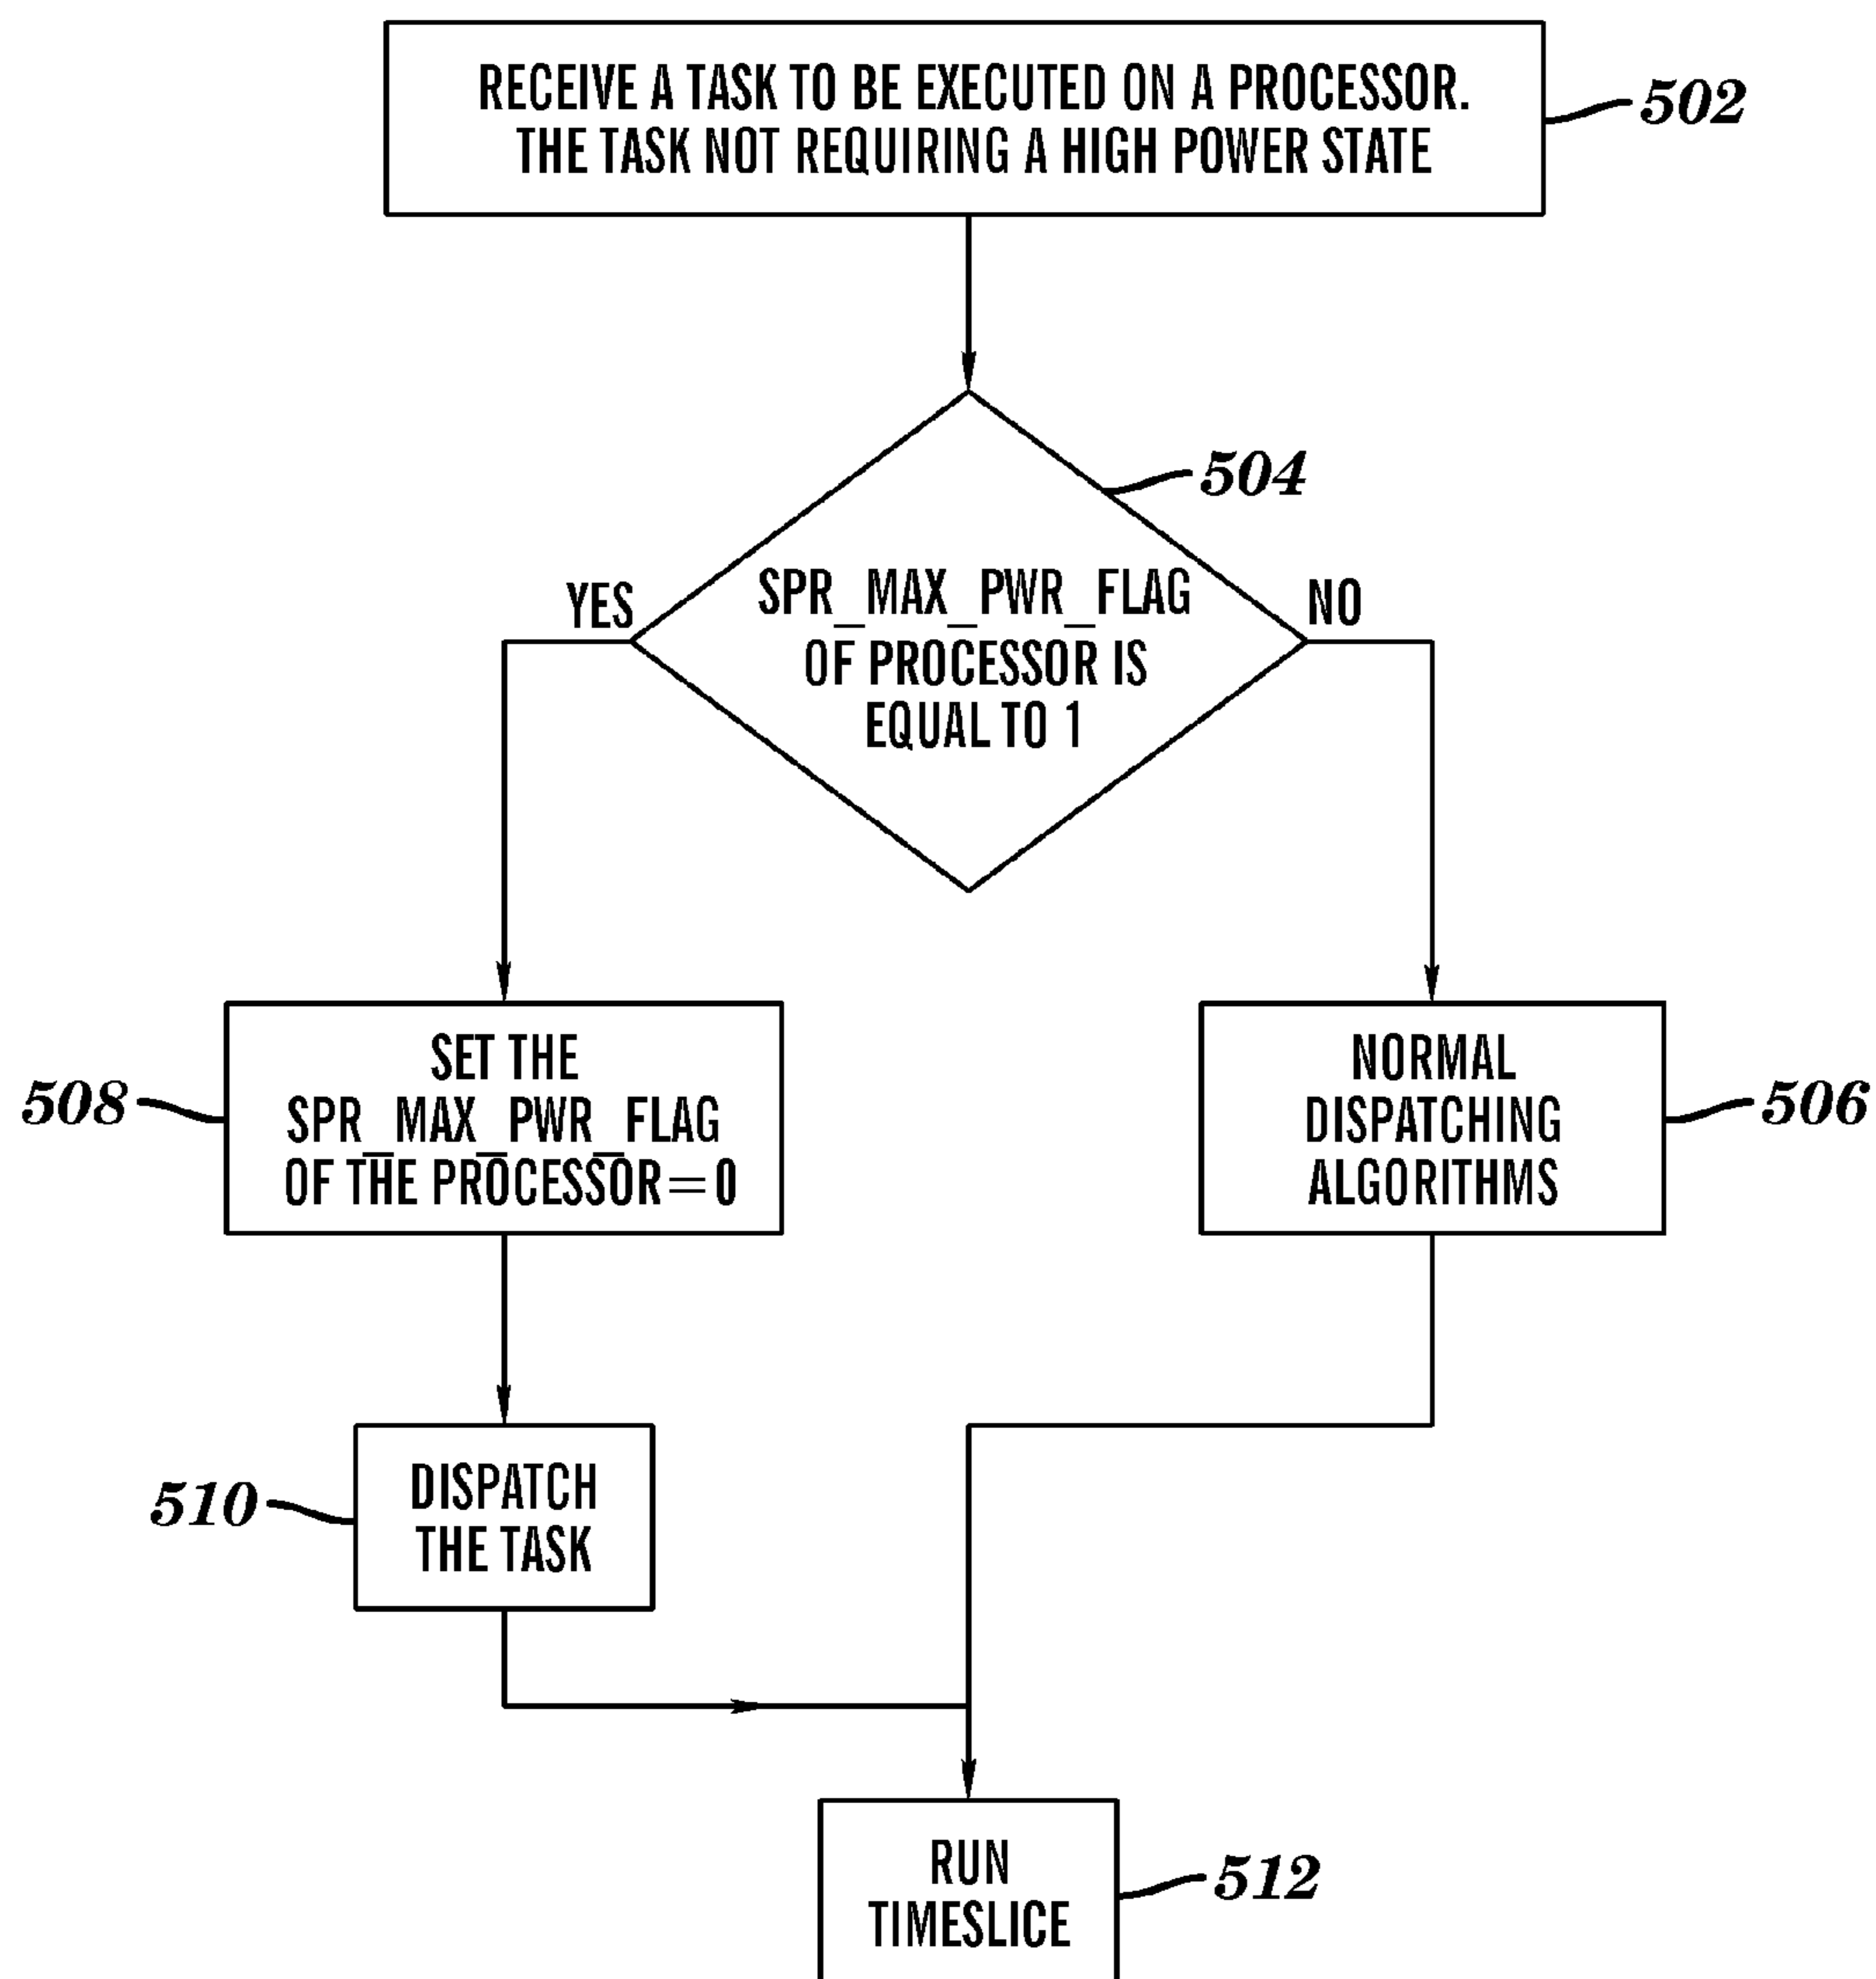 RECEIVE A TASK TO BE EXECUTED ON A PROCESSOR.
THE TASK NOT REQUIRING A HIGH POWER STATE
502
504
YES
SPR_MAX_PWR_FLAG
OF PROCESSOR IS
EQUAL TO 1
NO
SET THE
SPR_MAX_PWR_FLAG
OF THE PROCESSOR=0
508
NORMAL
DISPATCHING
ALGORITHMS
506
DISPATCH
THE TASK
510
RUN
TIMESLICE
512